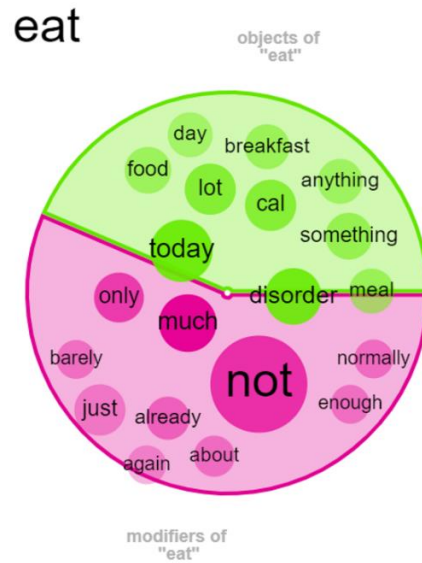 eat
objects of
"eat"
day
breakfast
food
lot
anything
cal
something
today
disorder
meal
only
much
barely
normally
not
just
already
enough
again
about
modifiers of
"eat"